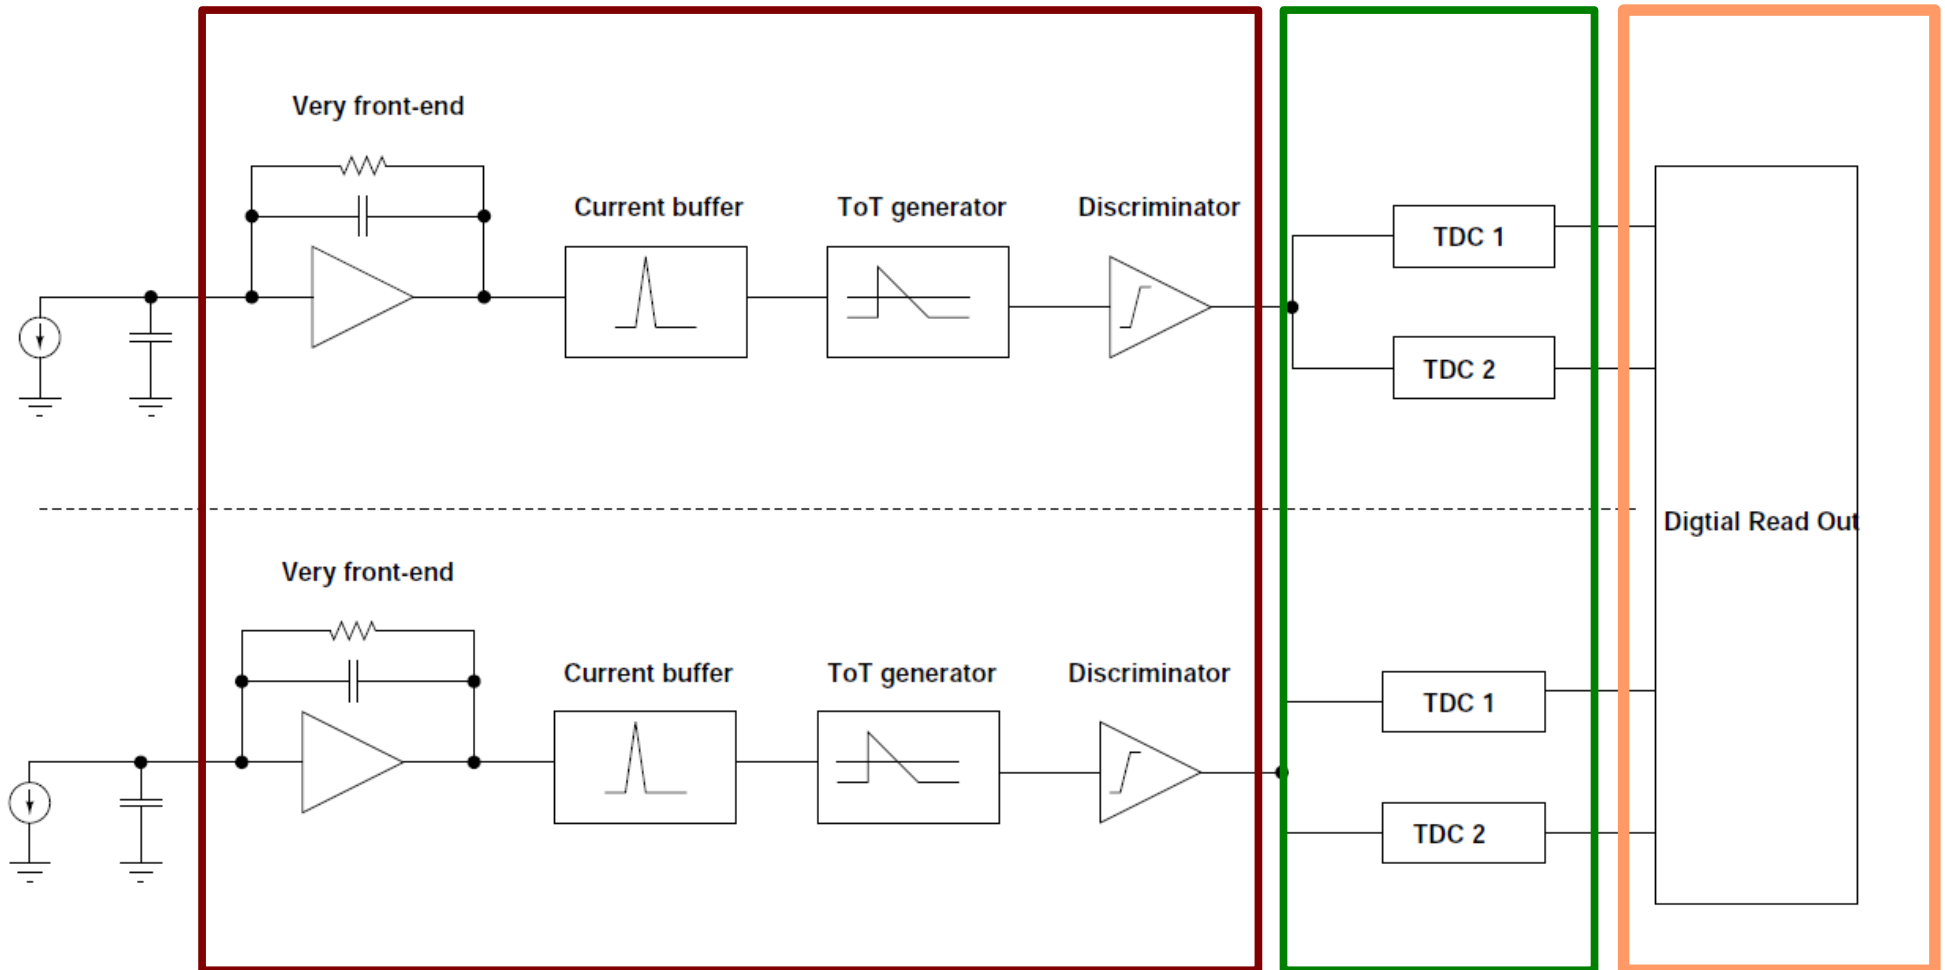 Very front-end
Current buffer
ToT generator
Discriminator
TDC 1
TDC 2
Digtial Read Out
Very front-end
Current buffer
ToT generator
Discriminator
TDC 1
TDC 2